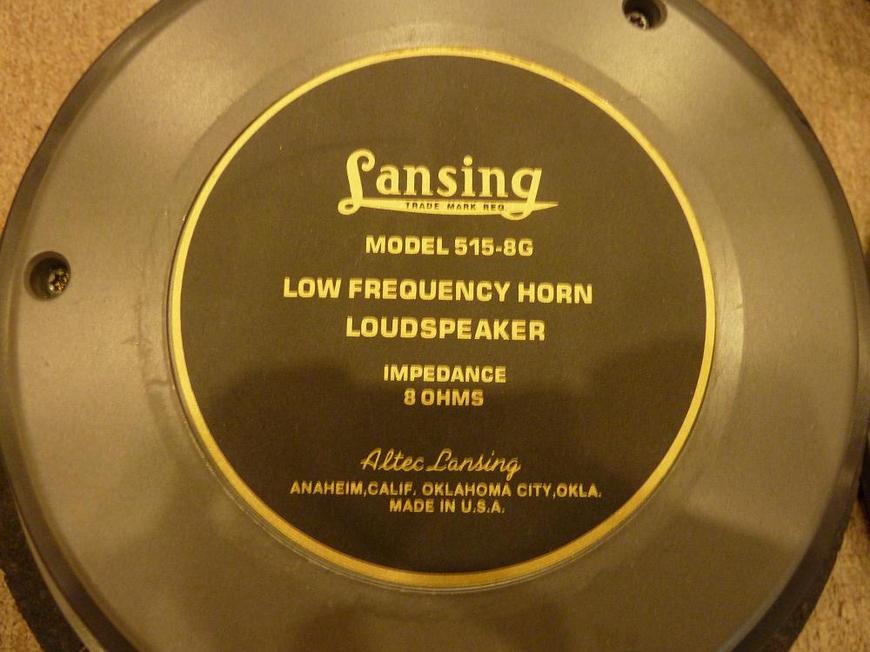 Lansing
TRADE MARK REG.
MODEL 515-8G
LOW FREQUENCY HORN
LOUDSPEAKER
IMPEDANCE
8 OHMS
Altec Lansing
ANAHEIM,CALIF. OKLAHOMA CITY,OKLA.
MADE IN U.S.A.